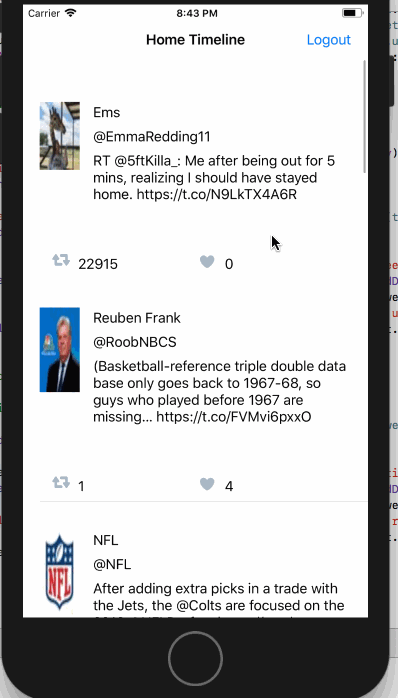 Carrier 8:43 PM
Home Timeline Logout
Ems
@EmmaRedding11
RT @5ftKilla_: Me after being out for 5
mins, realizing I should have stayed
home. https://t.co/N9LkTX4A6R
22915 0
Reuben Frank
@RoobNBCS
(Basketball-reference triple double data
base only goes back to 1967-68, so
guys who played before 1967 are
missing... https://t.co/FVMvi6pxxO
1 4
NFL
NFL
@NFL
After adding extra picks in a trade with
the Jets, the @Colts are focused on the